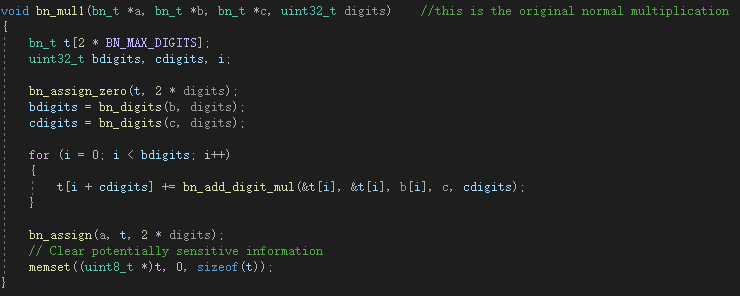 void bn_mul1(bn_t *a, bn_t *b, bn_t *c, uint32_t digits)    //this is the original normal multiplication
{
    bn_t t[2 * BN_MAX_DIGITS];
    uint32_t bdigits, cdigits, i;

    bn_assign_zero(t, 2 * digits);
    bdigits = bn_digits(b, digits);
    cdigits = bn_digits(c, digits);

    for (i = 0; i < bdigits; i++)
    {
        t[i + cdigits] += bn_add_digit_mul(&t[i], &t[i], b[i], c, cdigits);
    }

    bn_assign(a, t, 2 * digits);
    // Clear potentially sensitive information
    memset((uint8_t *)t, 0, sizeof(t));
}